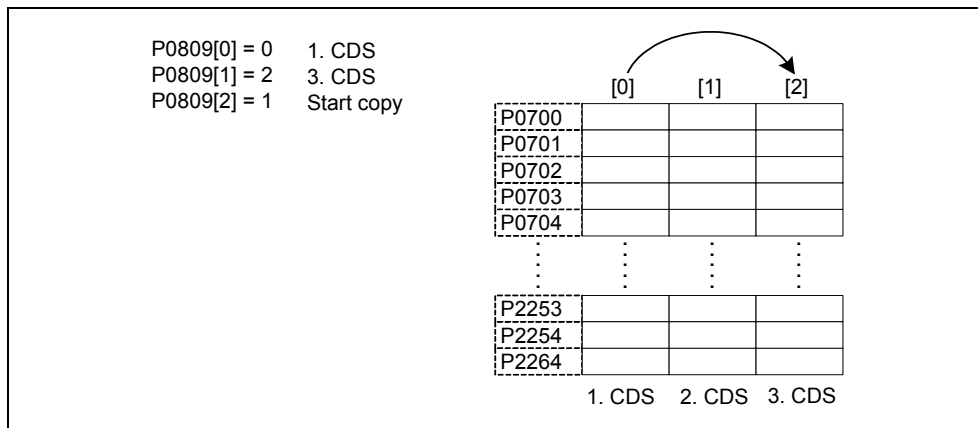 P0809[0] = 0 1. CDS
P0809[1] = 2 3. CDS
P0809[2] = 1 Start copy
[0] [1] [2]
P0700
P0701
P0702
P0703
P0704
P2253
P2254
P2264
1. CDS 2. CDS 3. CDS